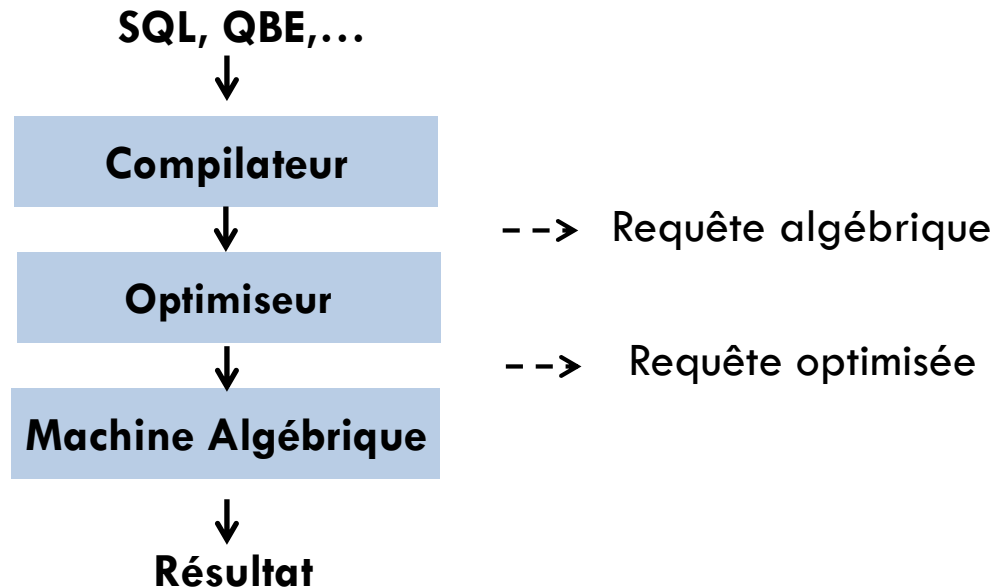 SQL, QBE,...
Compilateur
Requête algébrique
Optimiseur
Requête optimisée
Machine Algébrique
Résultat